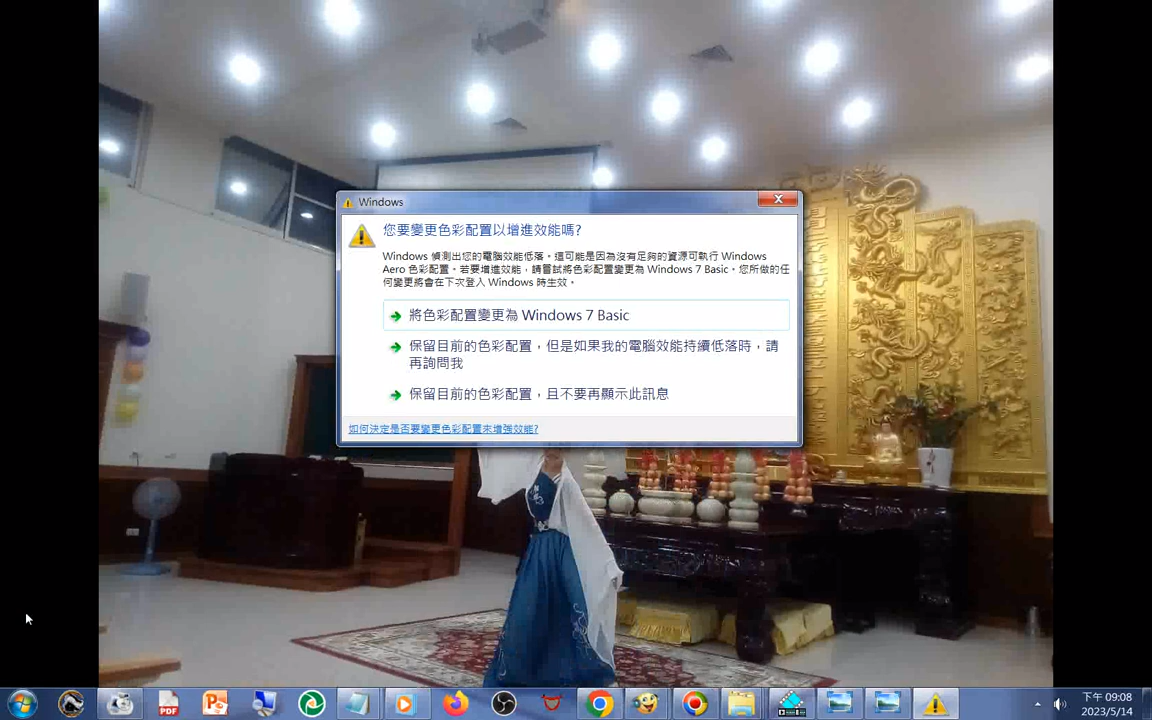 Windows
您要變更色彩配置以增進效能嗎?
Windows 偵測出您的電腦效能低落。這可能是因為沒有足夠的資源可執行 Windows
Aero 色彩配置。若要增進效能，請嘗試將色彩配置變更為 Windows 7 Basic。您所做的任
何變更將會在下次登入 Windows 時生效。
將色彩配置變更為 Windows 7 Basic
保留目前的色彩配置，但是如果我的電腦效能持續低落時，請
再詢問我
保留目前的色彩配置，且不要再顯示此訊息
如何決定是否要變更色彩配置來增強效能?
PDF
下午 09:08
2023/5/14